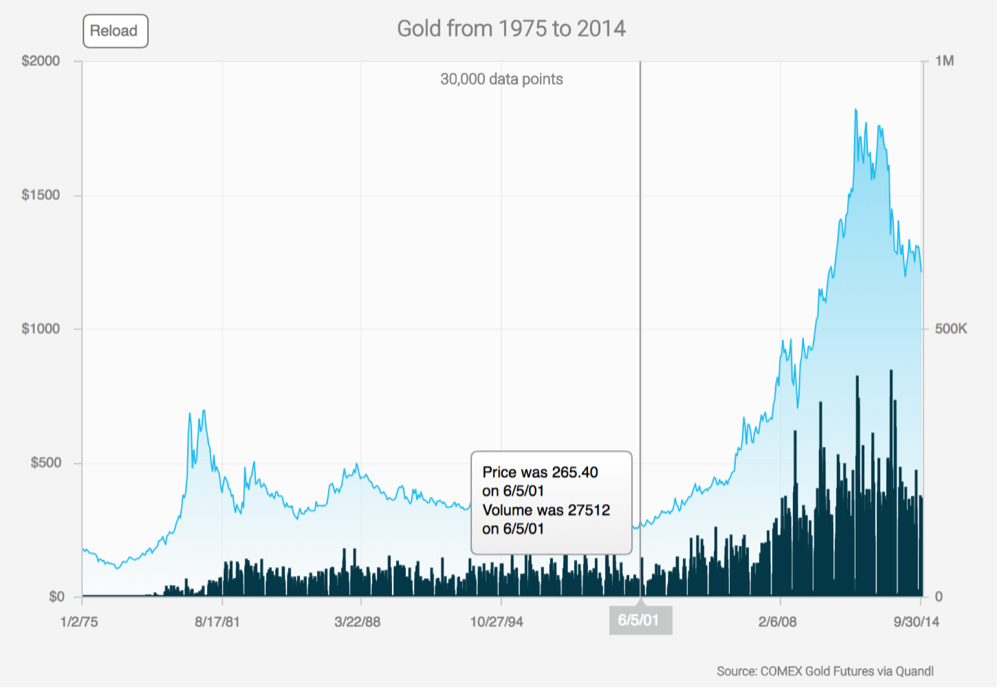 Reload
Gold from 1975 to 2014
30,000 data points
$2000
$1500
$1000
$500
$0
1M
500K
0
Price was 265.40
on 6/5/01
Volume was 27512
on 6/5/01
1/2/75
8/17/81
3/22/88
10/27/94
6/5/01
2/6/08
9/30/14
Source: COMEX Gold Futures via Quandl